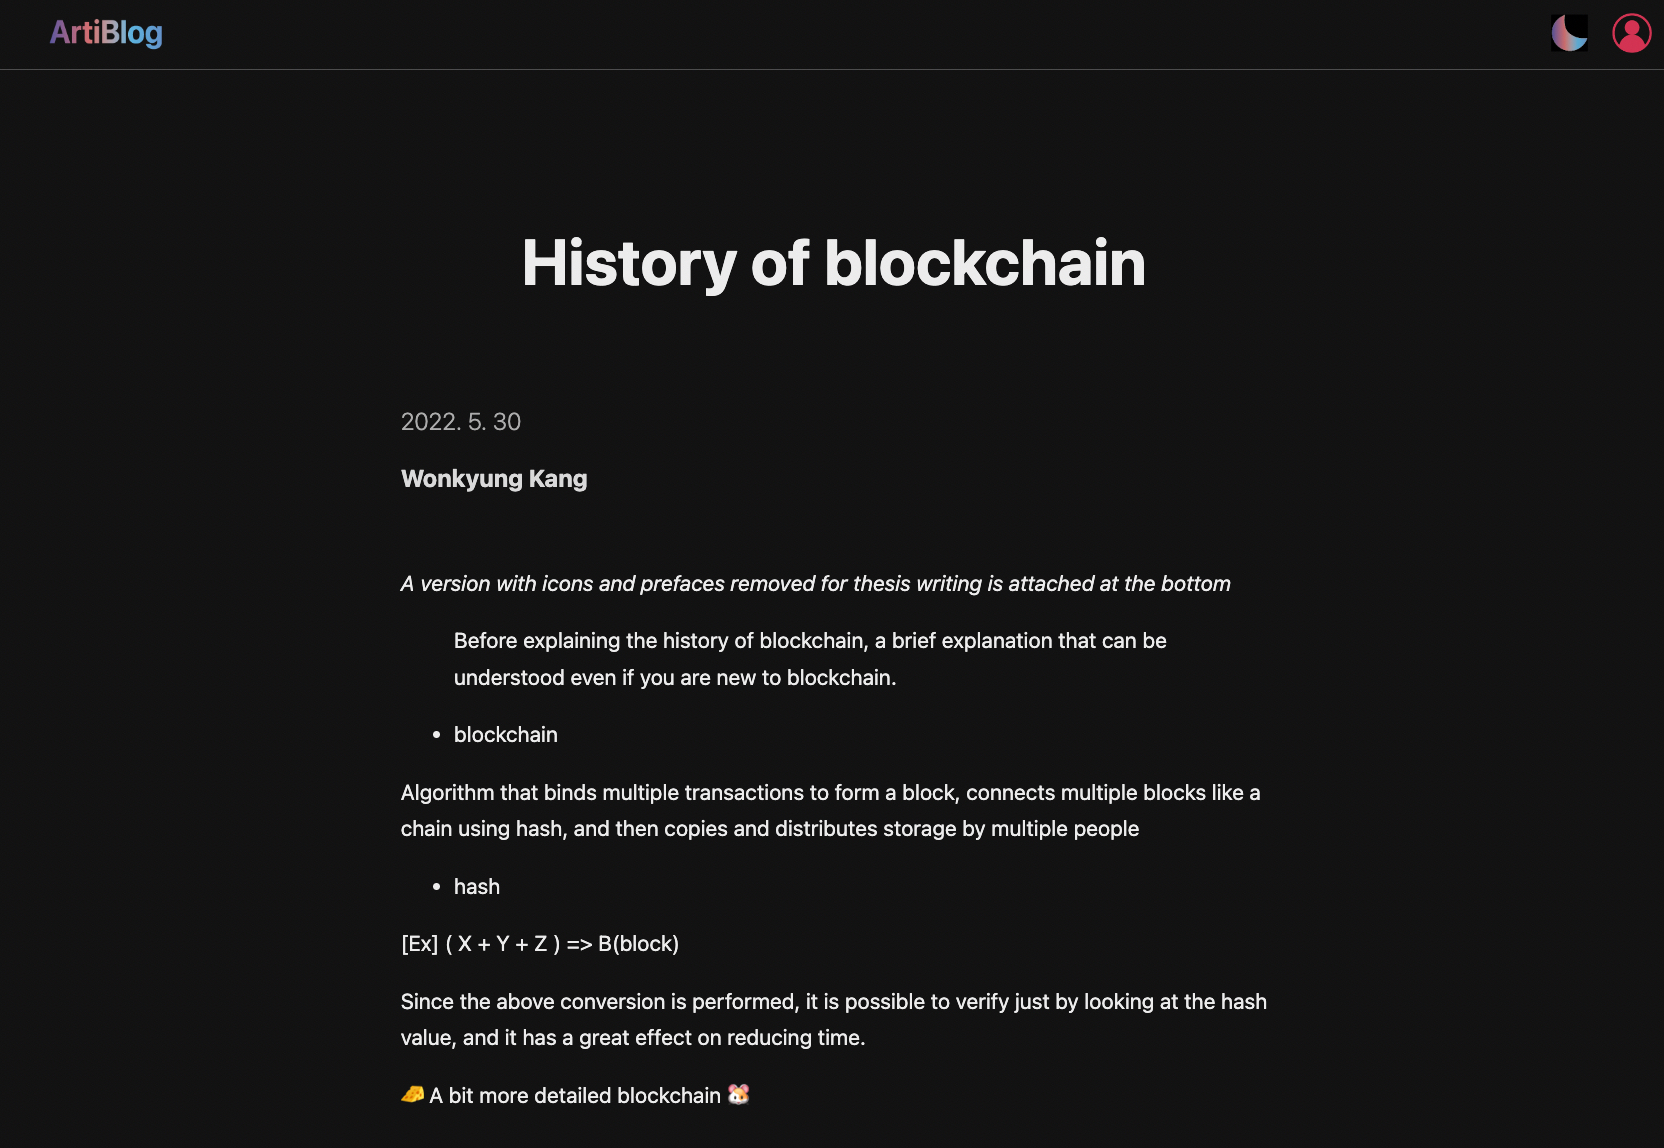 ArtiBlog
History of blockchain
2022. 5. 30
Wonkyung Kang
A version with icons and prefaces removed for thesis writing is attached at the bottom
Before explaining the history of blockchain, a brief explanation that can be
understood even if you are new to blockchain.
• blockchain
Algorithm that binds multiple transactions to form a block, connects multiple blocks like a
chain using hash, and then copies and distributes storage by multiple people
• hash
[Ex] ( X + Y + Z ) => B(block)
Since the above conversion is performed, it is possible to verify just by looking at the hash
value, and it has a great effect on reducing time.
🧀 A bit more detailed blockchain 🐹